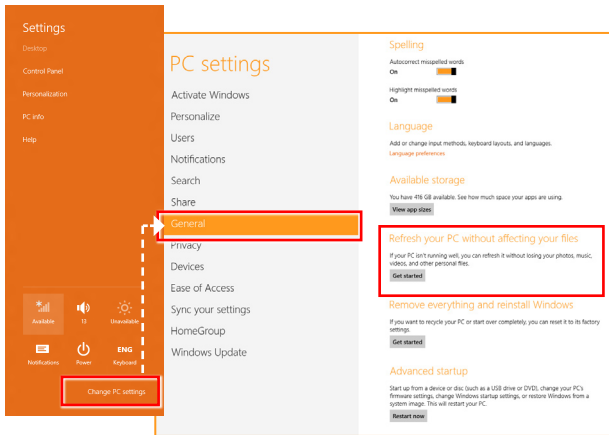 Settings
Desktop
Control Panel
Personalization
PC info
Help
Available
13
Unavailable
Notifications
Power
ENG
Keyboard
Change PC settings
PC settings
Activate Windows
Personalize
Users
Notifications
Search
Share
General
Privacy
Devices
Ease of Access
Sync your settings
HomeGroup
Windows Update
Spelling
Autocorrect misspelled words
On
Highlight misspelled words
On
Language
Add or change input methods, keyboard layouts, and languages.
Language preferences
Available storage
You have 416 GB available. See how much space your apps are using.
View app sizes
Refresh your PC without affecting your files
If your PC isn't running well, you can refresh it without losing your photos, music,
videos, and other personal files.
Get started
Remove everything and reinstall Windows
If you want to recycle your PC or start over completely, you can reset it to its factory
settings.
Get started
Advanced startup
Start up from a device or disc (such as a USB drive or DVD), change your PC's
firmware settings, change Windows startup settings, or restore Windows from a
system image. This will restart your PC.
Restart now